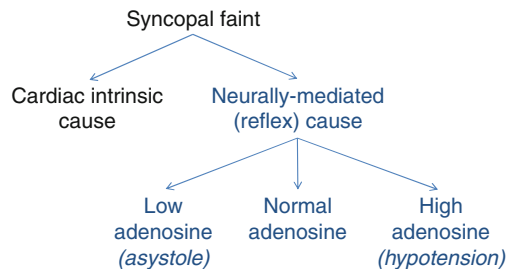 Syncopal faint
Cardiac intrinsic
cause
Neurally-mediated
(reflex) cause
Low
adenosine
(asystole)
Normal
adenosine
High
adenosine
(hypotension)